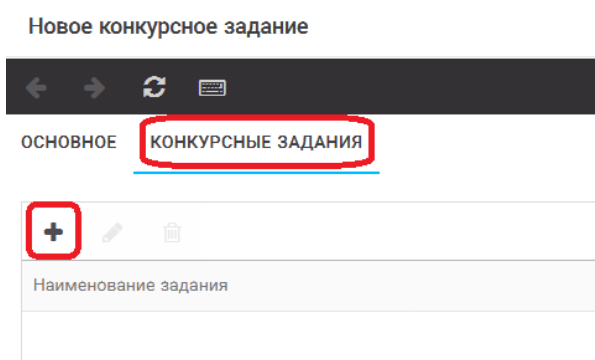 Новое конкурсное задание
ОСНОВНОЕ КОНКУРСНЫЕ ЗАДАНИЯ
Наименование задания